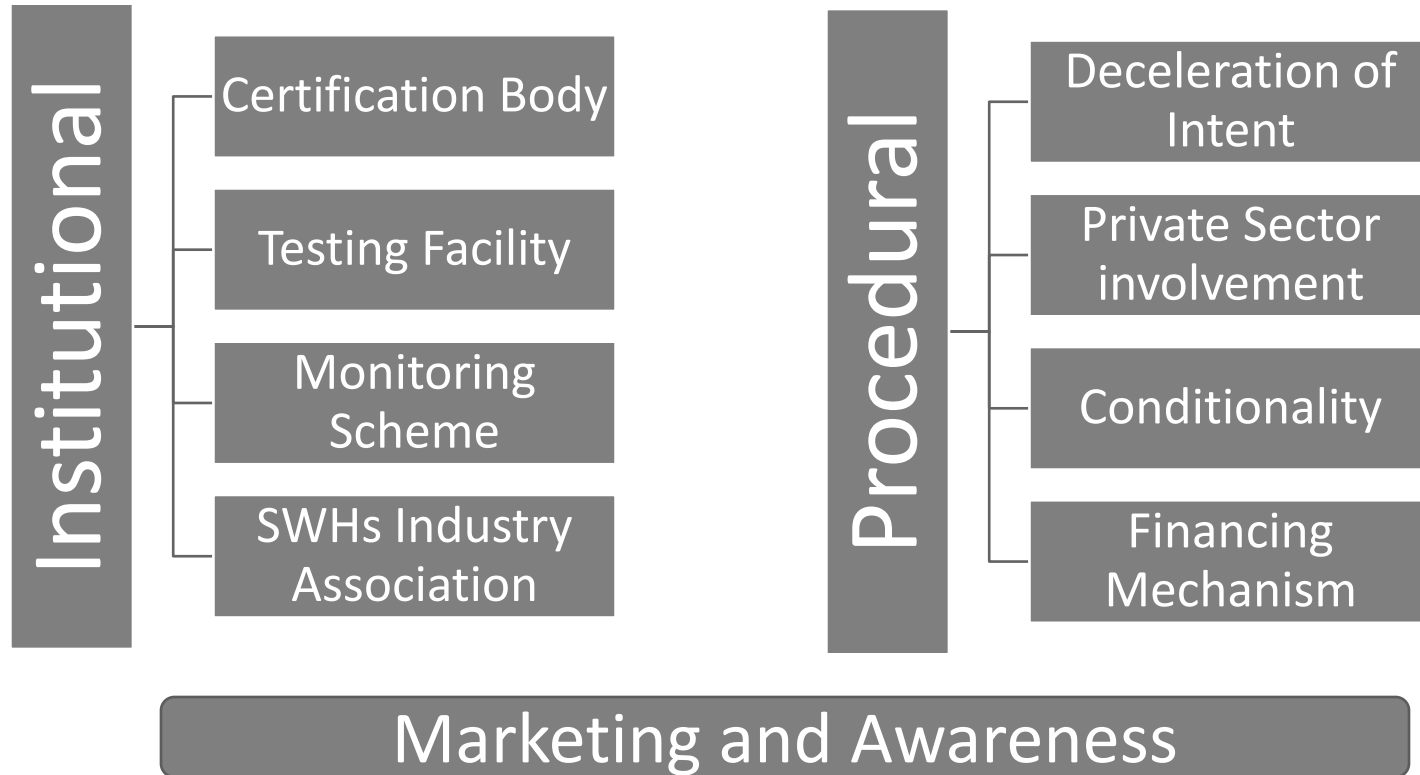 Institutional
Certification Body
Testing Facility
Monitoring
Scheme
SWHs Industry
Association
Procedural
Deceleration of
Intent
Private Sector
involvement
Conditionality
Financing
Mechanism
Marketing and Awareness